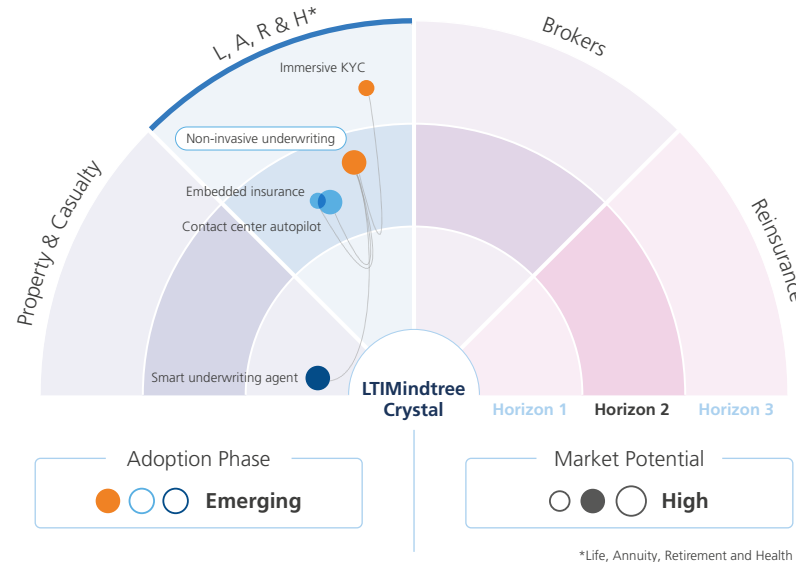 L, A, R & H*
Brokers
Property & Casualty
Reinsurance
Immersive KYC
Non-invasive underwriting
Embedded insurance
Contact center autopilot
Smart underwriting agent
LTIMindtree
Crystal
Horizon 1
Horizon 2
Horizon 3
Adoption Phase
Emerging
Market Potential
High
*Life, Annuity, Retirement and Health